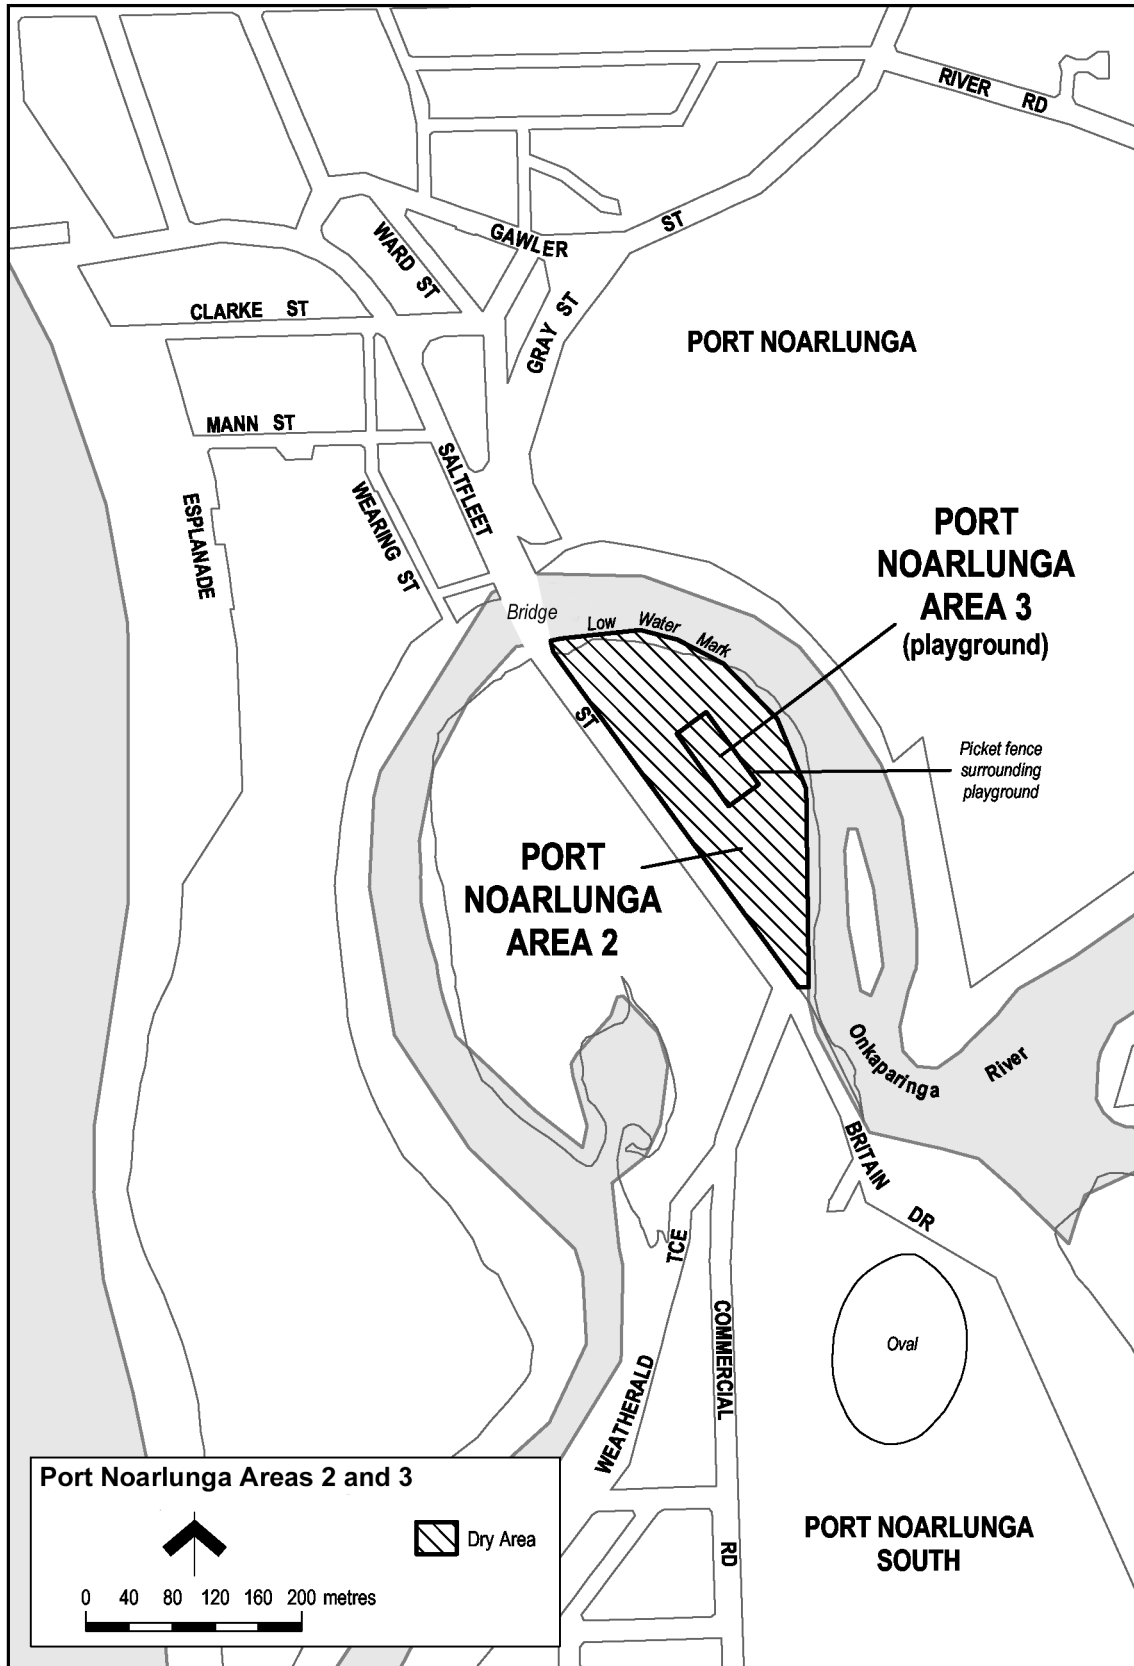 RIVER RD
GAWLER
ST
WARD ST
CLARKE ST
GRAY ST
PORT NOARLUNGA
MANN ST
SALTFLEET
ESPLANADE
WEARING ST
PORT
NOARLUNGA
AREA 3
(playground)
Bridge
Low Water Mark
ST
Picket fence
surrounding
playground
PORT
NOARLUNGA
AREA 2
Onkaparinga River
BRITAIN
DR
TCE
WEATHERALD
COMMERCIAL
RD
Oval
PORT NOARLUNGA
SOUTH
Port Noarlunga Areas 2 and 3
Dry Area
0 40 80 120 160 200 metres